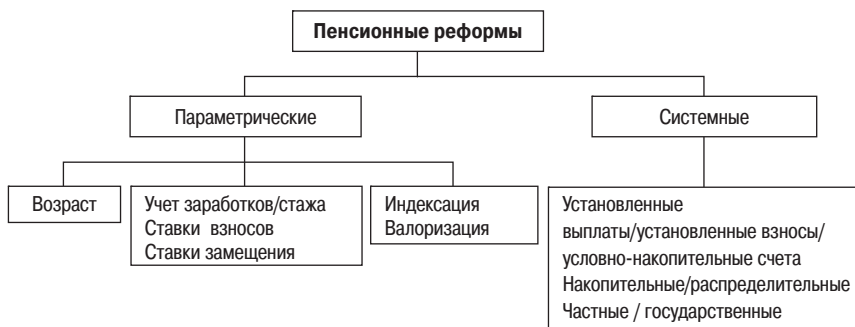 Пенсионные реформы
Параметрические
Системные
Возраст
Учет заработков/стажа
Ставки взносов
Ставки замещения
Индексация
Валоризация
Установленные
выплаты/установленные взносы/
условно-накопительные счета
Накопительные/распределительные
Частные / государственные